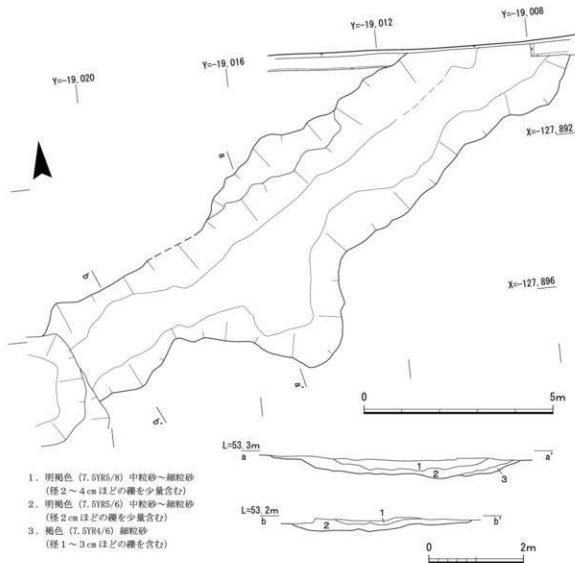 Y=-19,008
Y=-19,012
Y=-19,016
Y=-19,020
X=-127,892
a
b
X=-127,896
a'
b'
0 5m
L=53.3m
a a'
1
2
3
L=53.2m
b b'
1
2
0 2m
1. 明褐色 (7.5YR5/8) 中粒砂～細粒砂
(径2～4cmほどの礫を少量含む)
2. 明褐色 (7.5YR5/6) 中粒砂～細粒砂
(径2cmほどの礫を少量含む)
3. 褐色 (7.5YR4/6) 細粒砂
(径1～3cmほどの礫を含む)